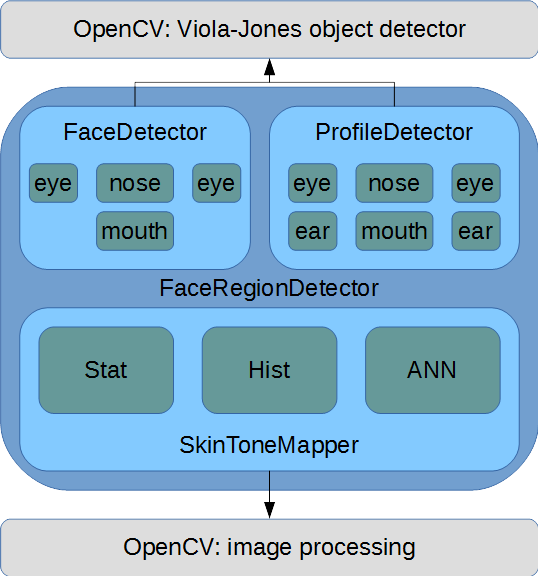 OpenCV: Viola-Jones object detector
FaceDetector
eye nose eye
mouth
ProfileDetector
eye nose eye
ear mouth ear
FaceRegionDetector
Stat Hist ANN
SkinToneMapper
OpenCV: image processing